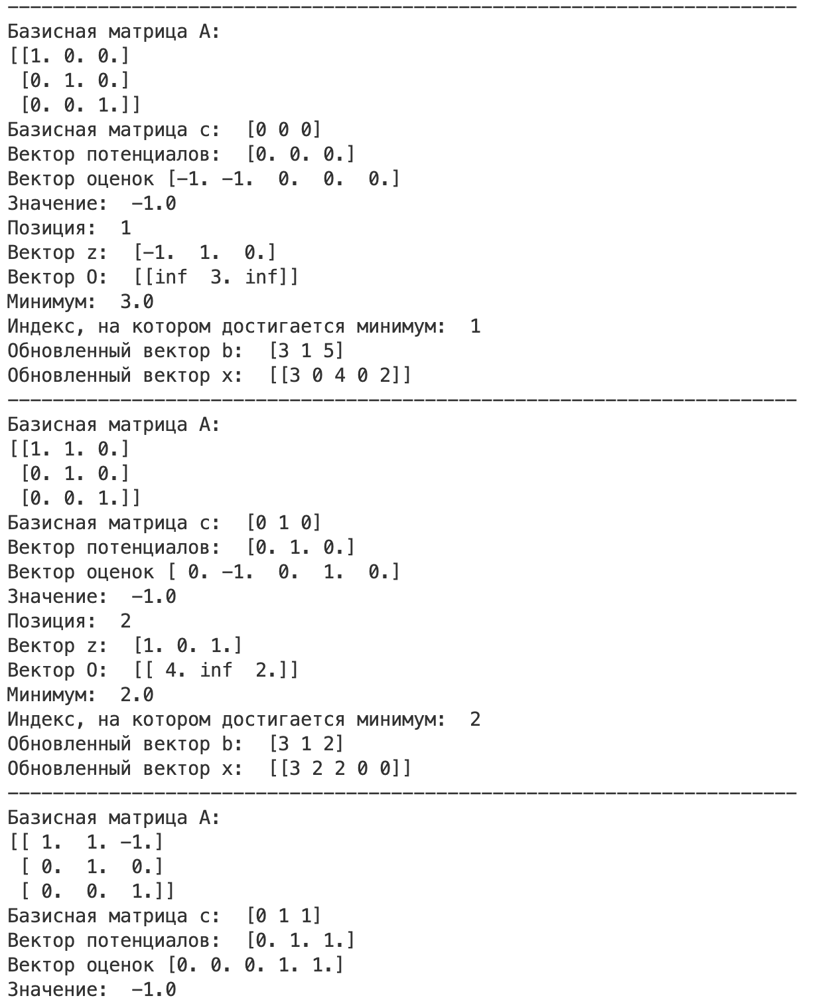 ----------------------------------------------------------------------
Базисная матрица A:
[[1. 0. 0.]
 [0. 1. 0.]
 [0. 0. 1.]]
Базисная матрица c:  [0 0 0]
Вектор потенциалов:  [0. 0. 0.]
Вектор оценок [-1. -1.  0.  0.  0.]
Значение:  -1.0
Позиция:  1
Вектор z:  [-1.  1.  0.]
Вектор O:  [[inf  3. inf]]
Минимум:  3.0
Индекс, на котором достигается минимум:  1
Обновленный вектор b:  [3 1 5]
Обновленный вектор x:  [[3 0 4 0 2]]
----------------------------------------------------------------------
Базисная матрица A:
[[1. 1. 0.]
 [0. 1. 0.]
 [0. 0. 1.]]
Базисная матрица c:  [0 1 0]
Вектор потенциалов:  [0. 1. 0.]
Вектор оценок [ 0. -1.  0.  1.  0.]
Значение:  -1.0
Позиция:  2
Вектор z:  [1. 0. 1.]
Вектор O:  [[ 4. inf  2.]]
Минимум:  2.0
Индекс, на котором достигается минимум:  2
Обновленный вектор b:  [3 1 2]
Обновленный вектор x:  [[3 2 2 0 0]]
----------------------------------------------------------------------
Базисная матрица A:
[[ 1.  1. -1.]
 [ 0.  1.  0.]
 [ 0.  0.  1.]]
Базисная матрица c:  [0 1 1]
Вектор потенциалов:  [0. 1. 1.]
Вектор оценок [0. 0. 0. 1. 1.]
Значение:  -1.0